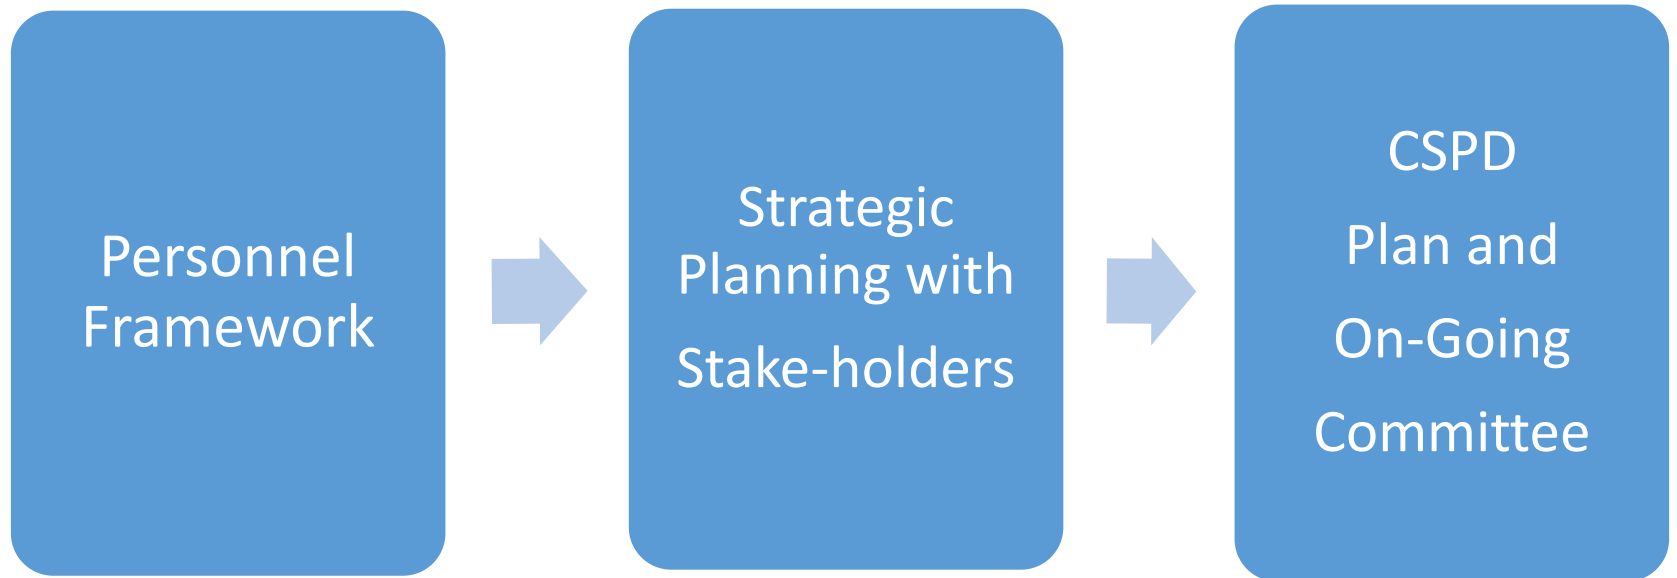 Personnel
Framework
Strategic
Planning with
Stake-holders
CSPD
Plan and
On-Going
Committee